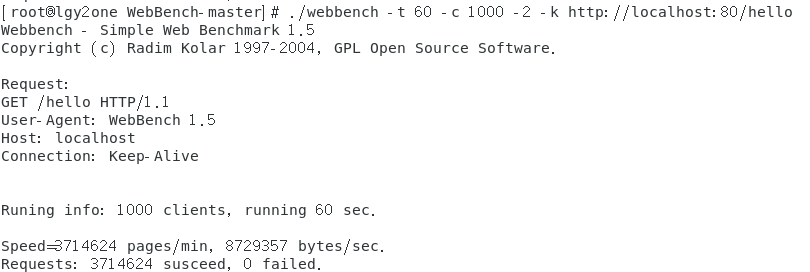 [root@lgy2one WebBench-master]# ./webbench -t 60 -c 1000 -2 -k http://localhost:80/hello
Webbench - Simple Web Benchmark 1.5
Copyright (c) Radim Kolar 1997-2004, GPL Open Source Software.
Request:
GET /hello HTTP/1.1
User-Agent: WebBench 1.5
Host: localhost
Connection: Keep-Alive
Runing info: 1000 clients, running 60 sec.
Speed=3714624 pages/min, 8729357 bytes/sec.
Requests: 3714624 susceed, 0 failed.